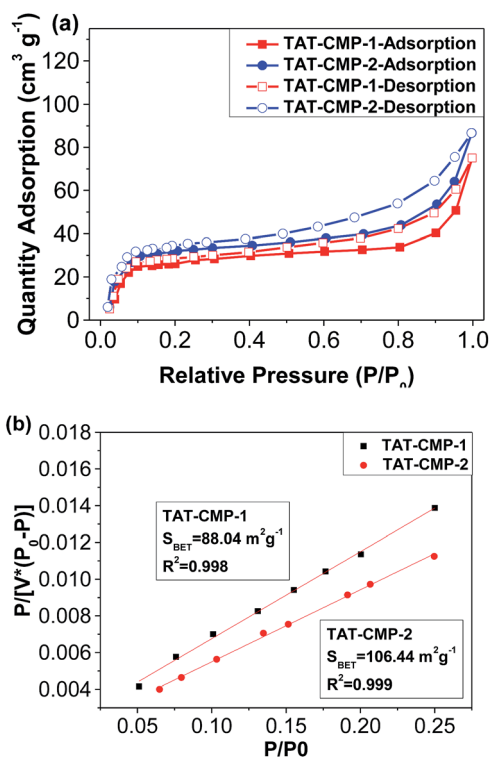 (a)
TAT-CMP-1-Adsorption
TAT-CMP-2-Adsorption
TAT-CMP-1-Desorption
TAT-CMP-2-Desorption
Quantity Adsorption (cm³ g⁻¹)
120
100
80
60
40
20
0
0.0 0.2 0.4 0.6 0.8 1.0
Relative Pressure (P/P₀)
(b)
TAT-CMP-1
TAT-CMP-2
P/[V*(P₀-P)]
0.018
0.016
0.014
0.012
0.010
0.008
0.006
0.004
TAT-CMP-1
S_BET=88.04 m²g⁻¹
R²=0.998
TAT-CMP-2
S_BET=106.44 m²g⁻¹
R²=0.999
0.05 0.10 0.15 0.20 0.25
P/P0